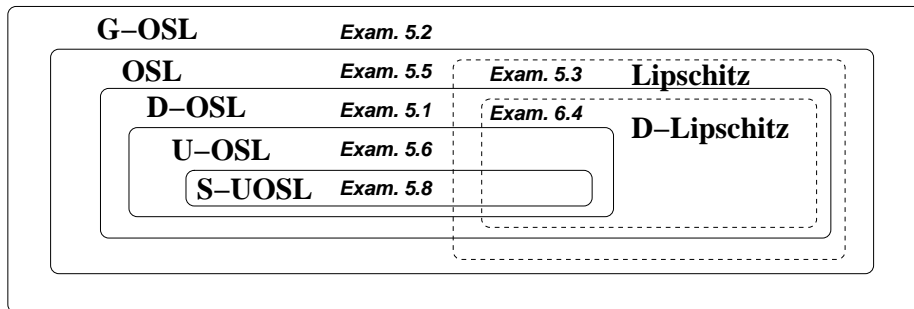 G–OSL Exam. 5.2
OSL Exam. 5.5 Exam. 5.3 Lipschitz
D–OSL Exam. 5.1 Exam. 6.4 D–Lipschitz
U–OSL Exam. 5.6
S–UOSL Exam. 5.8